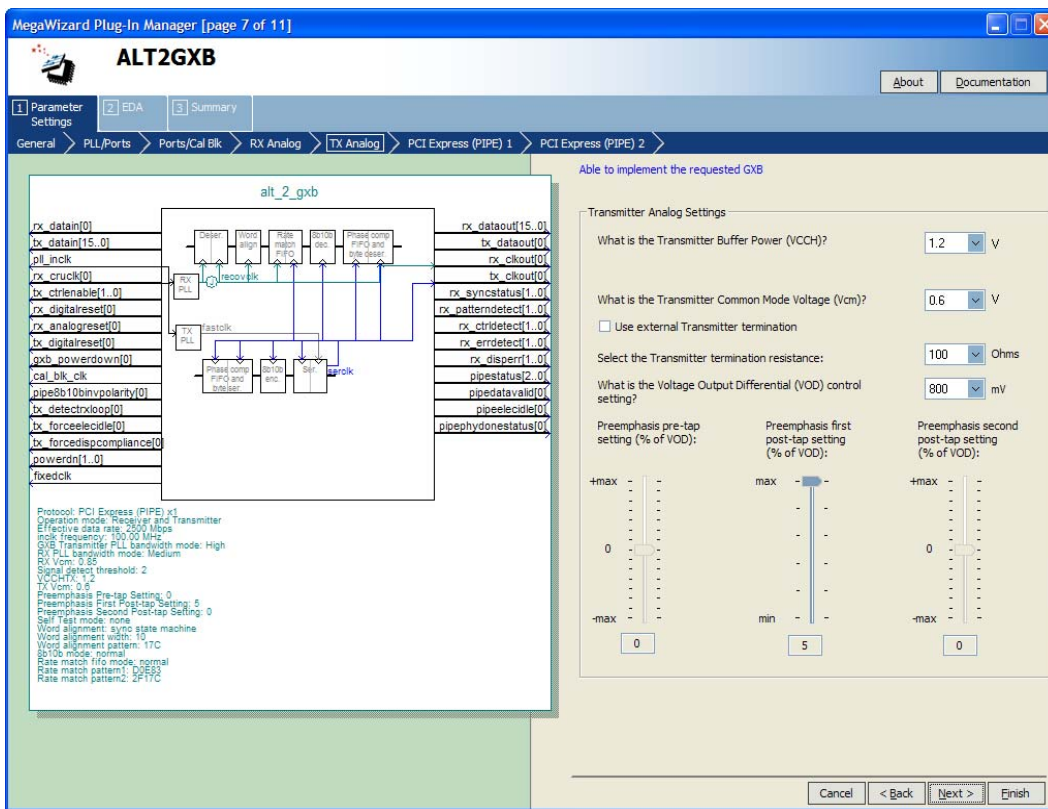 MegaWizard Plug-In Manager [page 7 of 11]
ALT2GXB
About
Documentation
1 Parameter Settings
2 EDA
3 Summary
General
PLL/Ports
Ports/Cal Blk
RX Analog
TX Analog
PCI Express (PIPE) 1
PCI Express (PIPE) 2
alt_2_gxb
rx_datain[0]
tx_datain[15..0]
pll_inclk
rx_cruclk[0]
tx_ctrlenable[1..0]
rx_digitalreset[0]
rx_analogreset[0]
tx_digitalreset[0]
gxb_powerdown[0]
cal_blk_clk
pipe8b10binvpolarity[0]
tx_detectrxloop[0]
tx_forceelecidle[0]
tx_forcedispcompliance[0]
powerdn[1..0]
fixedclk
Deser.
Word align
Rate match FIFO
8b10b dec.
Phase comp FIFO and byte deser.
RX PLL
2
recovclk
TX PLL
fastclk
Phase comp FIFO and byteser.
8b10b enc.
Ser.
serclk
rx_dataout[15..0]
tx_dataout[0]
rx_clkout[0]
tx_clkout[0]
rx_syncstatus[1..0]
rx_patterndetect[1..0]
rx_ctrldetect[1..0]
rx_errdetect[1..0]
rx_disperr[1..0]
pipestatus[2..0]
pipedatavalid[0]
pipeelecidle[0]
pipephydonestatus[0]
Protocol: PCI Express (PIPE) x1
Operation mode: Receiver and Transmitter
Effective data rate: 2500 Mbps
inclk frequency: 100.00 MHz
GXB Transmitter PLL bandwidth mode: High
RX PLL bandwidth mode: Medium
RX Vcm: 0.85
Signal detect threshold: 2
VCCHTX: 1.2
TX Vcm: 0.6
Preemphasis Pre-tap Setting: 0
Preemphasis First Post-tap Setting: 5
Preemphasis Second Post-tap Setting: 0
Self Test mode: none
Word alignment: sync state machine
Word alignment width: 10
Word alignment pattern: 17C
8b10b mode: normal
Rate match fifo mode: normal
Rate match pattern1: D0E83
Rate match pattern2: 2F17C
Able to implement the requested GXB
Transmitter Analog Settings
What is the Transmitter Buffer Power (VCCH)?
1.2 V
What is the Transmitter Common Mode Voltage (Vcm)?
0.6 V
Use external Transmitter termination
Select the Transmitter termination resistance:
100 Ohms
What is the Voltage Output Differential (VOD) control
setting?
800 mV
Preemphasis pre-tap
setting (% of VOD):
+max
0
-max
0
Preemphasis first
post-tap setting
(% of VOD):
max
min
5
Preemphasis second
post-tap setting
(% of VOD):
+max
0
-max
0
Cancel
< Back
Next >
Finish